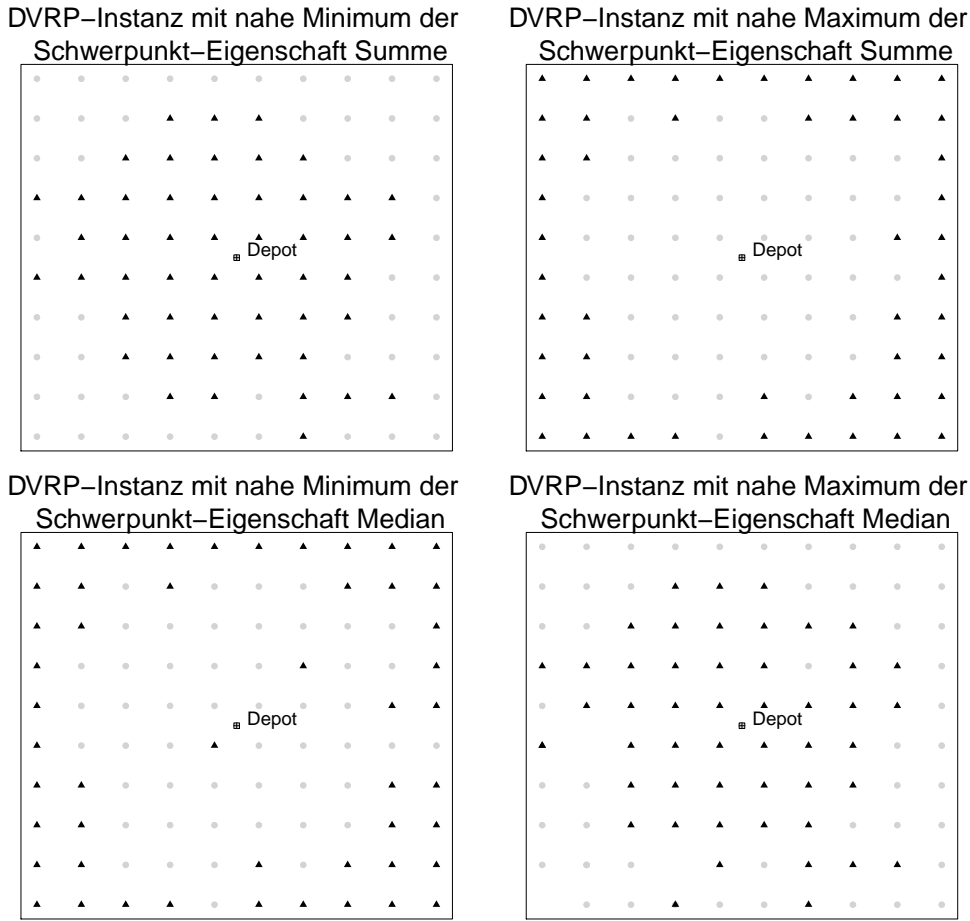 DVRP−Instanz mit nahe Minimum der
Schwerpunkt−Eigenschaft Summe
Depot
DVRP−Instanz mit nahe Maximum der
Schwerpunkt−Eigenschaft Summe
Depot
DVRP−Instanz mit nahe Minimum der
Schwerpunkt−Eigenschaft Median
Depot
DVRP−Instanz mit nahe Maximum der
Schwerpunkt−Eigenschaft Median
Depot